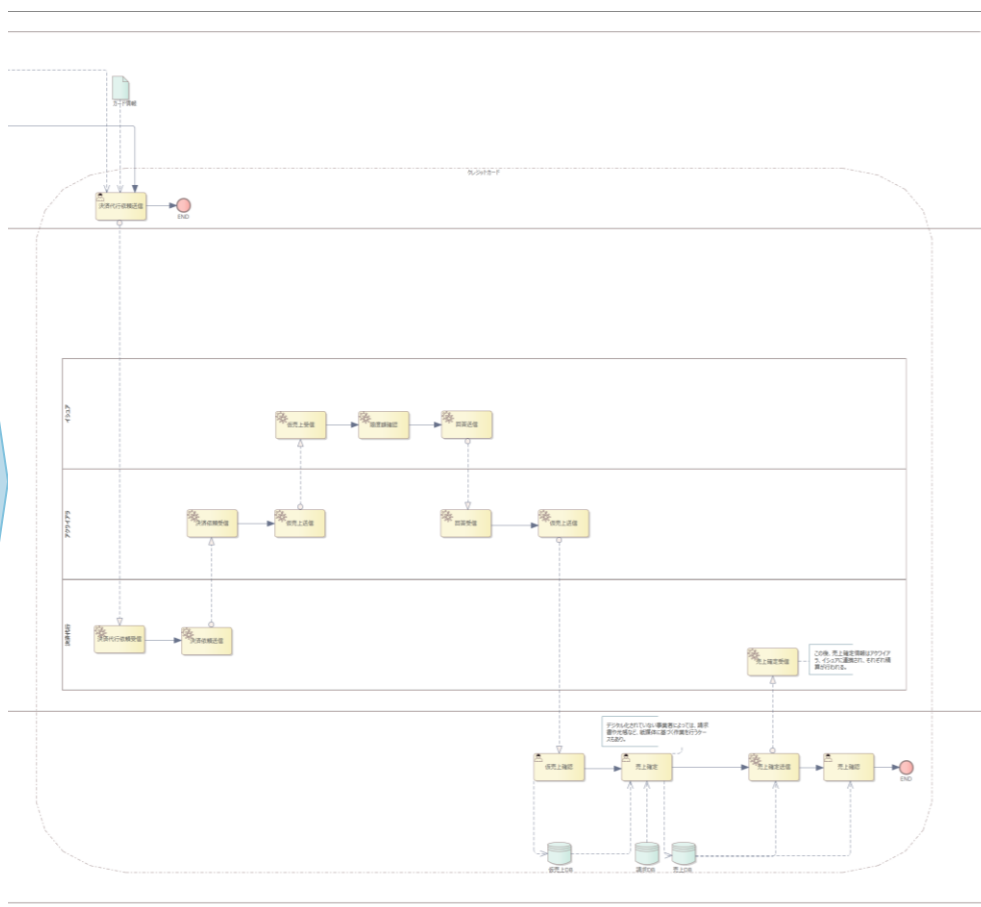 カード情報
クレジットカード
決済代行依頼送信
END
イシュア
仮売上受信
限度額確認
回答送信
アクワイアラ
決済依頼受信
仮売上送信
回答受信
仮売上送信
決済代行
決済代行依頼受信
決済依頼送信
売上確定受信
この後、売上確定情報はアクワイア
ラ、イシュアに連携され、それぞれ精
算が行われる。
デジタル化されていない事業者によっては、請求
書や元帳など、紙媒体に基づく作業を行うケー
スもあり。
仮売上確認
売上確定
売上確定送信
売上確認
END
仮売上DB
請求DB
売上DB